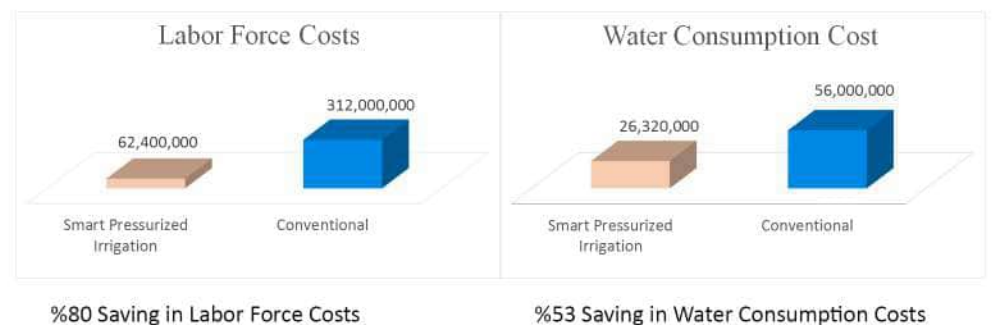 Labor Force Costs
312,000,000
62,400,000
Smart Pressurized
Irrigation
Conventional
Water Consumption Cost
56,000,000
26,320,000
Smart Pressurized
Irrigation
Conventional
%80 Saving in Labor Force Costs
%53 Saving in Water Consumption Costs